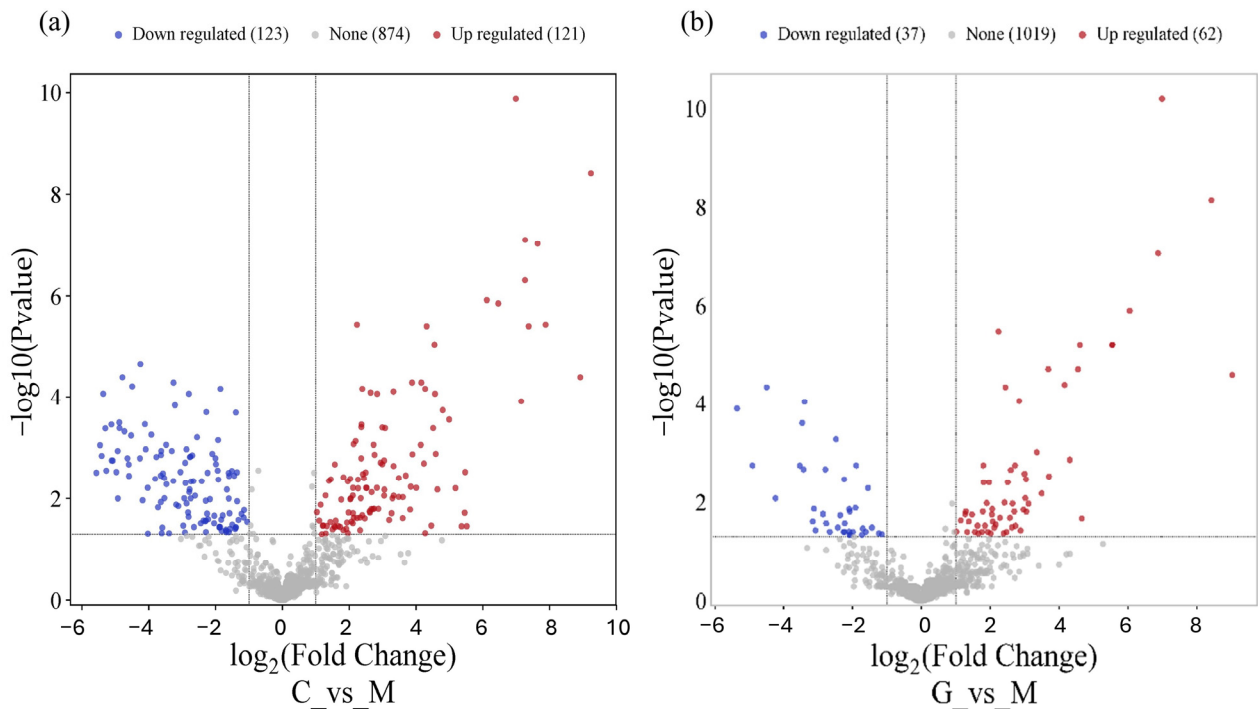 (a)
Down regulated (123) None (874) Up regulated (121)
10
8
6
4
2
0
−log10(Pvalue)
−6 −4 −2 0 2 4 6 8 10
log2(Fold Change)
C_vs_M
(b)
Down regulated (37) None (1019) Up regulated (62)
10
8
6
4
2
0
−log10(Pvalue)
−6 −4 −2 0 2 4 6 8
log2(Fold Change)
G_vs_M